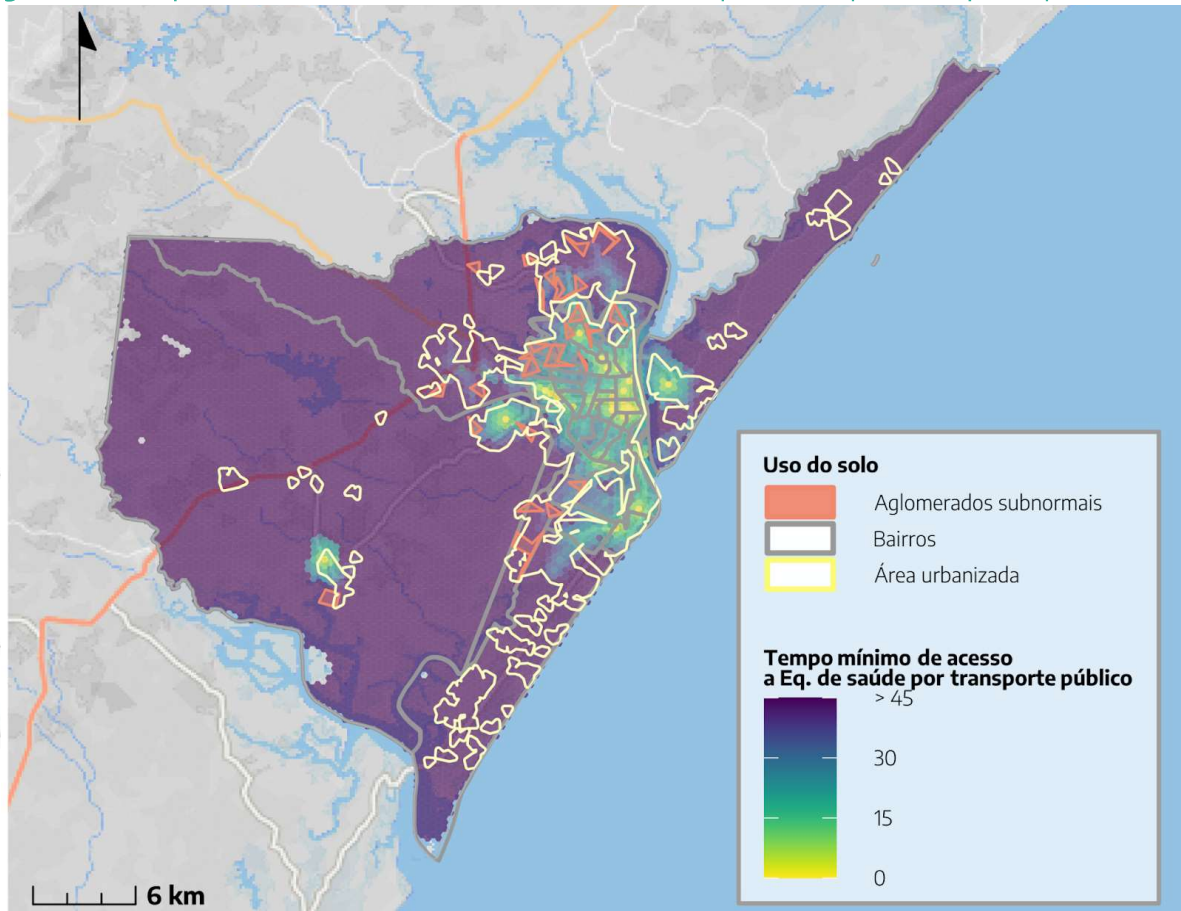 Uso do solo
Aglomerados subnormais
Bairros
Área urbanizada
Tempo mínimo de acesso
a Eq. de saúde por transporte público
> 45
30
15
0
6 km